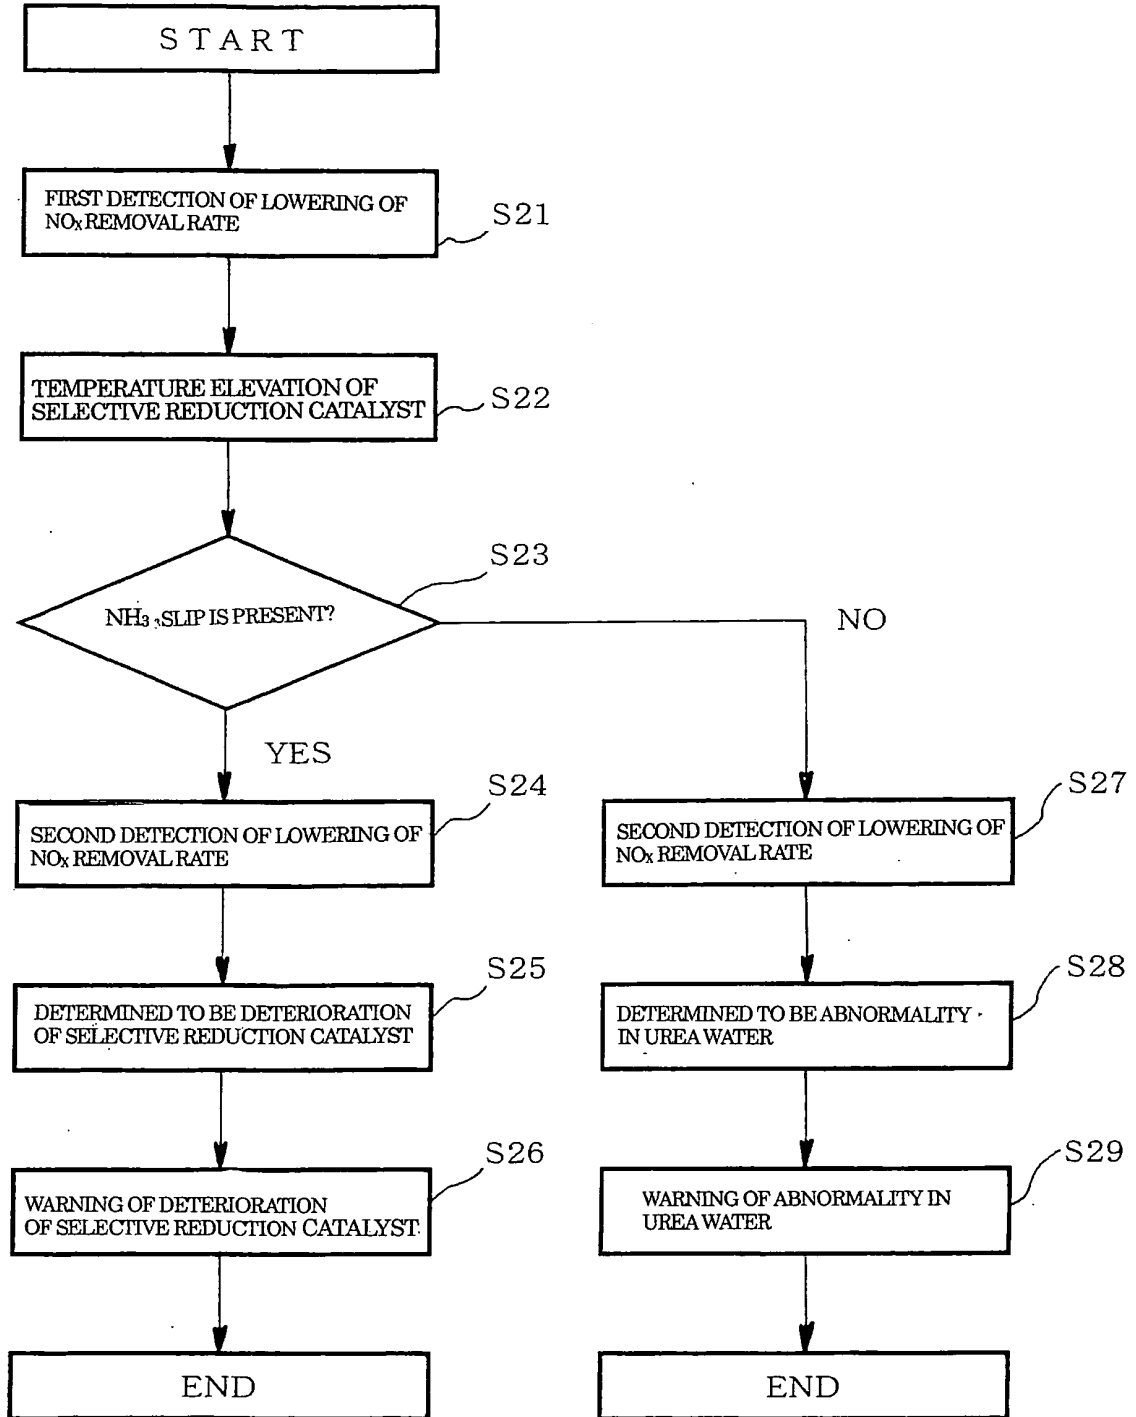 START
FIRST DETECTION OF LOWERING OF
NOx REMOVAL RATE
S21
TEMPERATURE ELEVATION OF
SELECTIVE REDUCTION CATALYST
S22
S23
NH3 SLIP IS PRESENT?
NO
YES
S24
SECOND DETECTION OF LOWERING OF
NOx REMOVAL RATE
S27
SECOND DETECTION OF LOWERING OF
NOx REMOVAL RATE
S25
DETERMINED TO BE DETERIORATION
OF SELECTIVE REDUCTION CATALYST
S28
DETERMINED TO BE ABNORMALITY
IN UREA WATER
S26
WARNING OF DETERIORATION
OF SELECTIVE REDUCTION CATALYST
S29
WARNING OF ABNORMALITY IN
UREA WATER
END
END